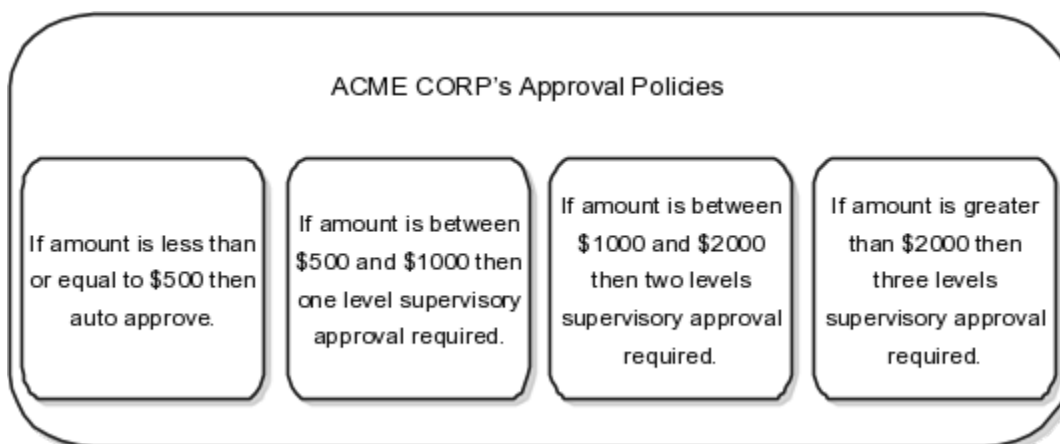 ACME CORP's Approval Policies
If amount is less than
or equal to $500 then
auto approve.
If amount is between
$500 and $1000 then
one level supervisory
approval required.
If amount is between
$1000 and $2000
then two levels
supervisory approval
required.
If amount is greater
than $2000 then
three levels
supervisory approval
required.